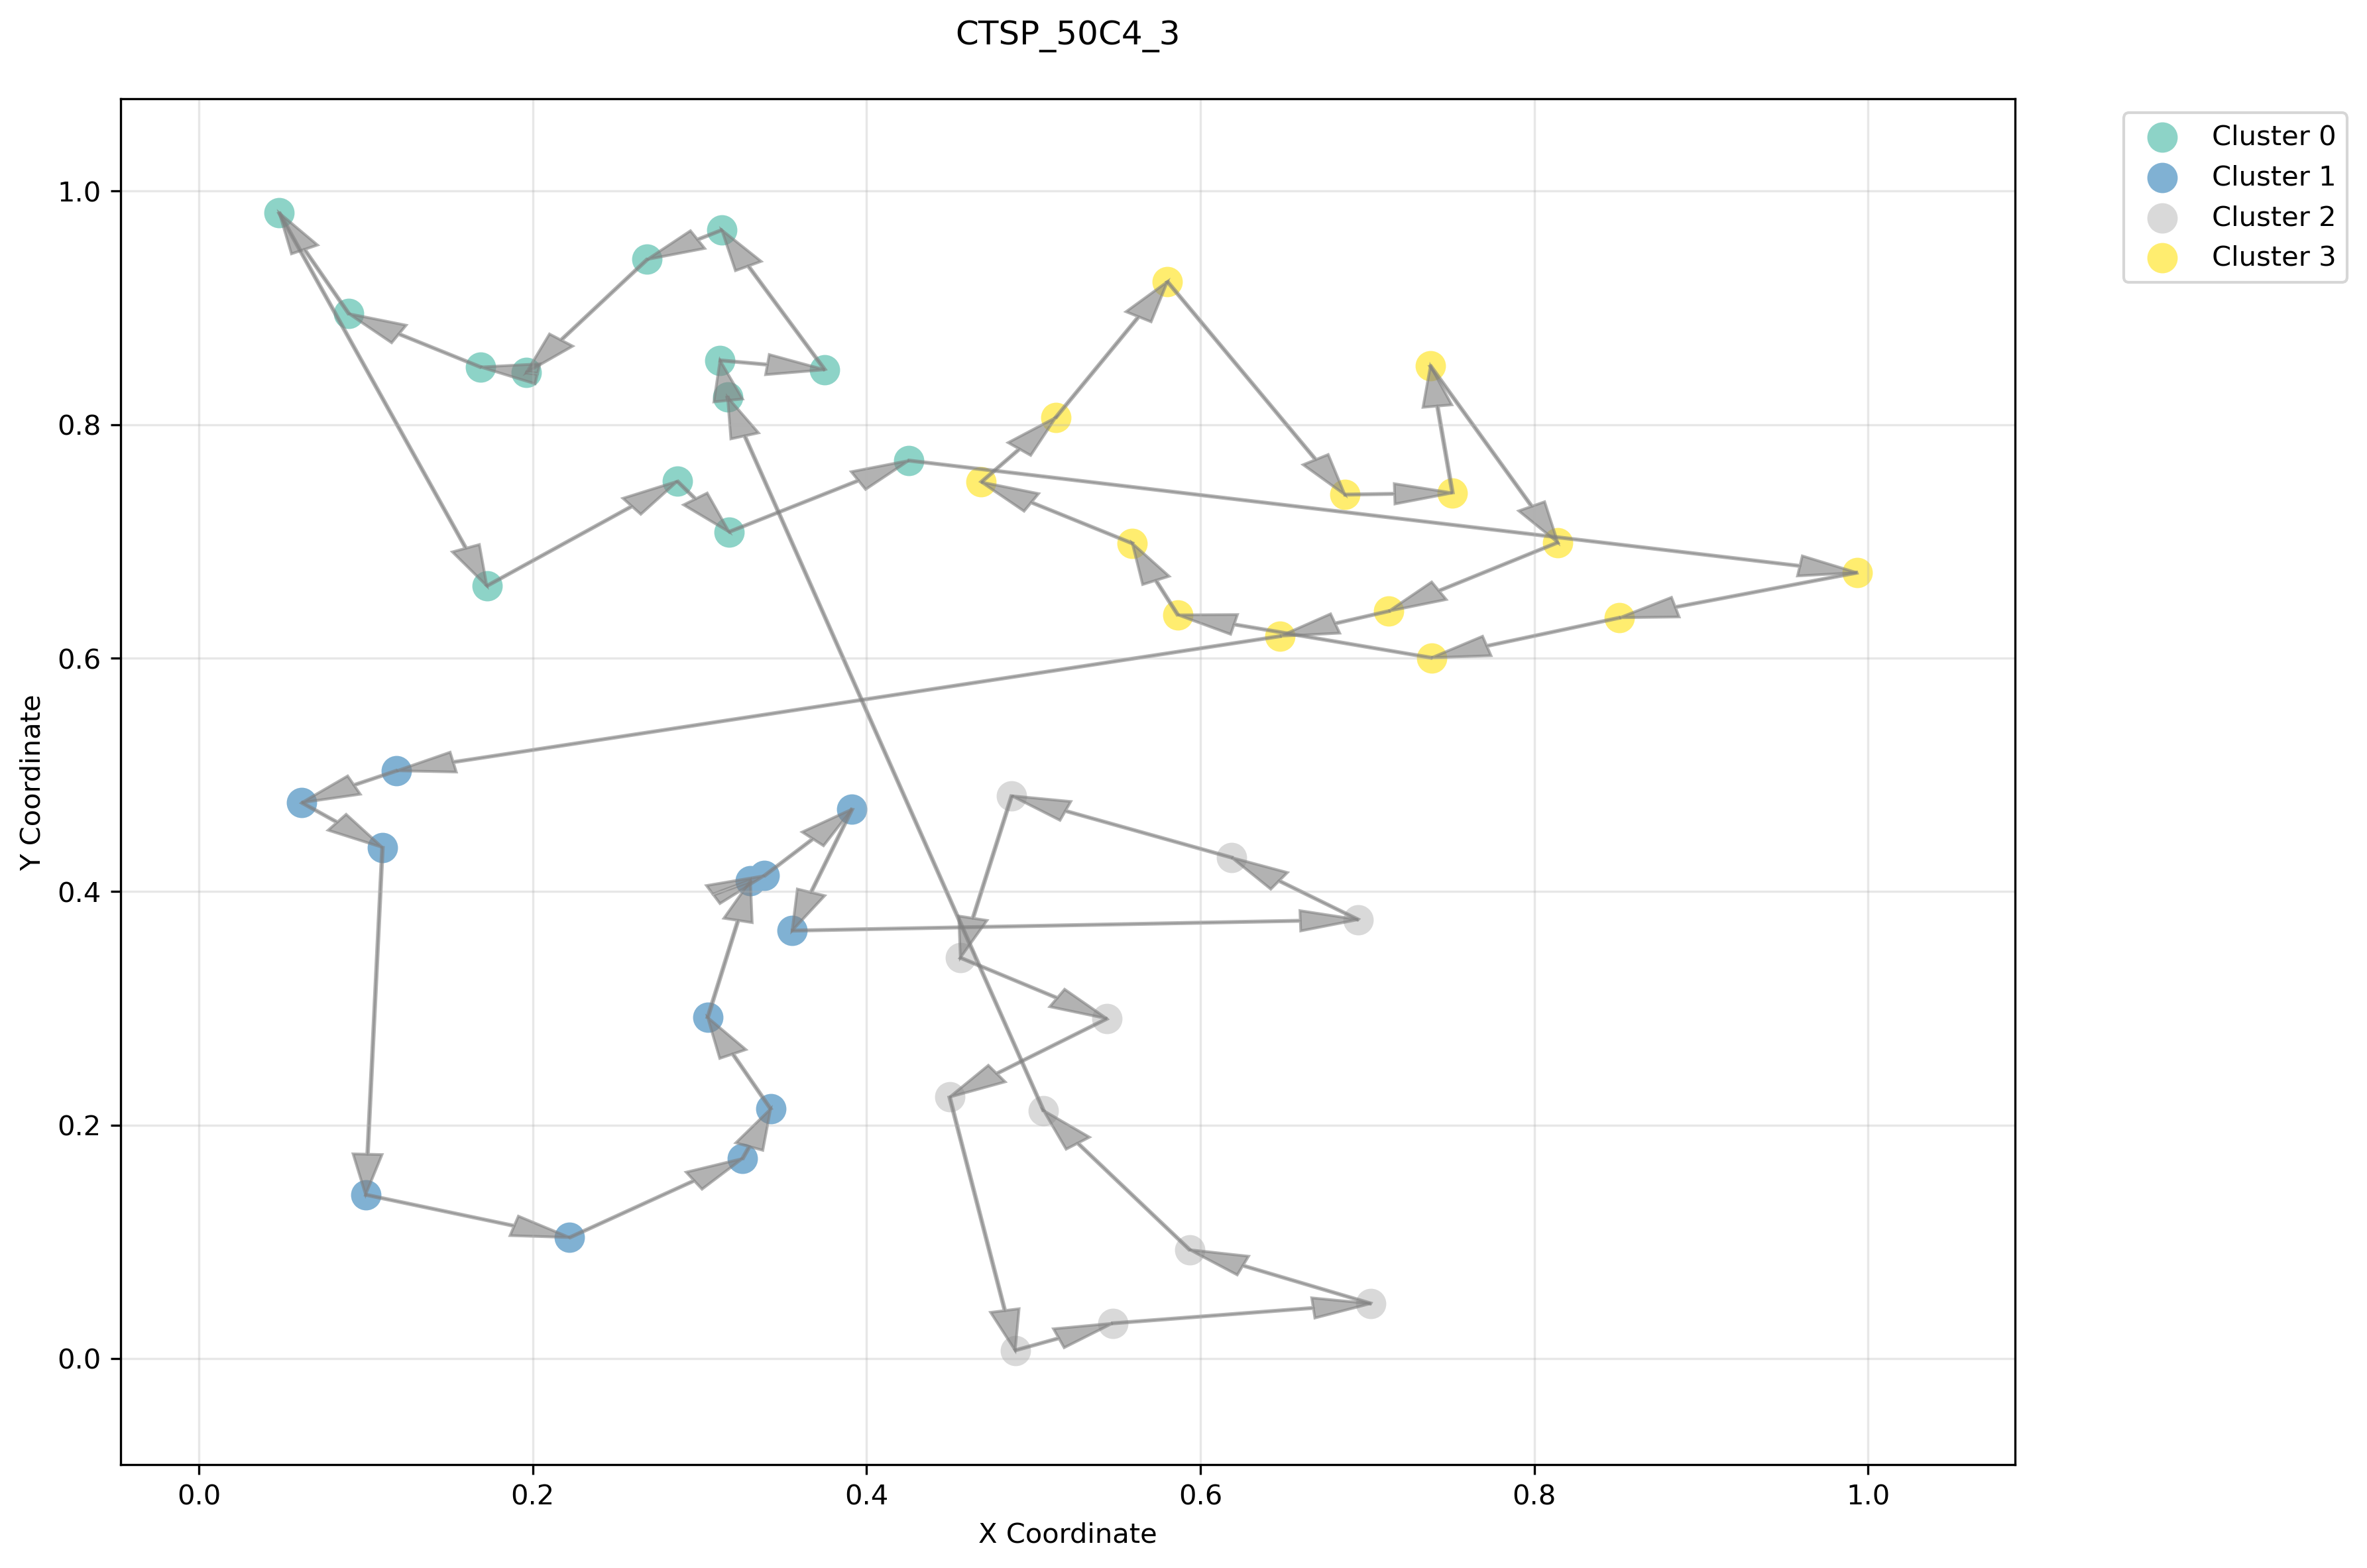 CTSP_50C4_3
Cluster 0
Cluster 1
Cluster 2
Cluster 3
1.0
0.8
0.6
0.4
0.2
0.0
Y Coordinate
0.0 0.2 0.4 0.6 0.8 1.0
X Coordinate